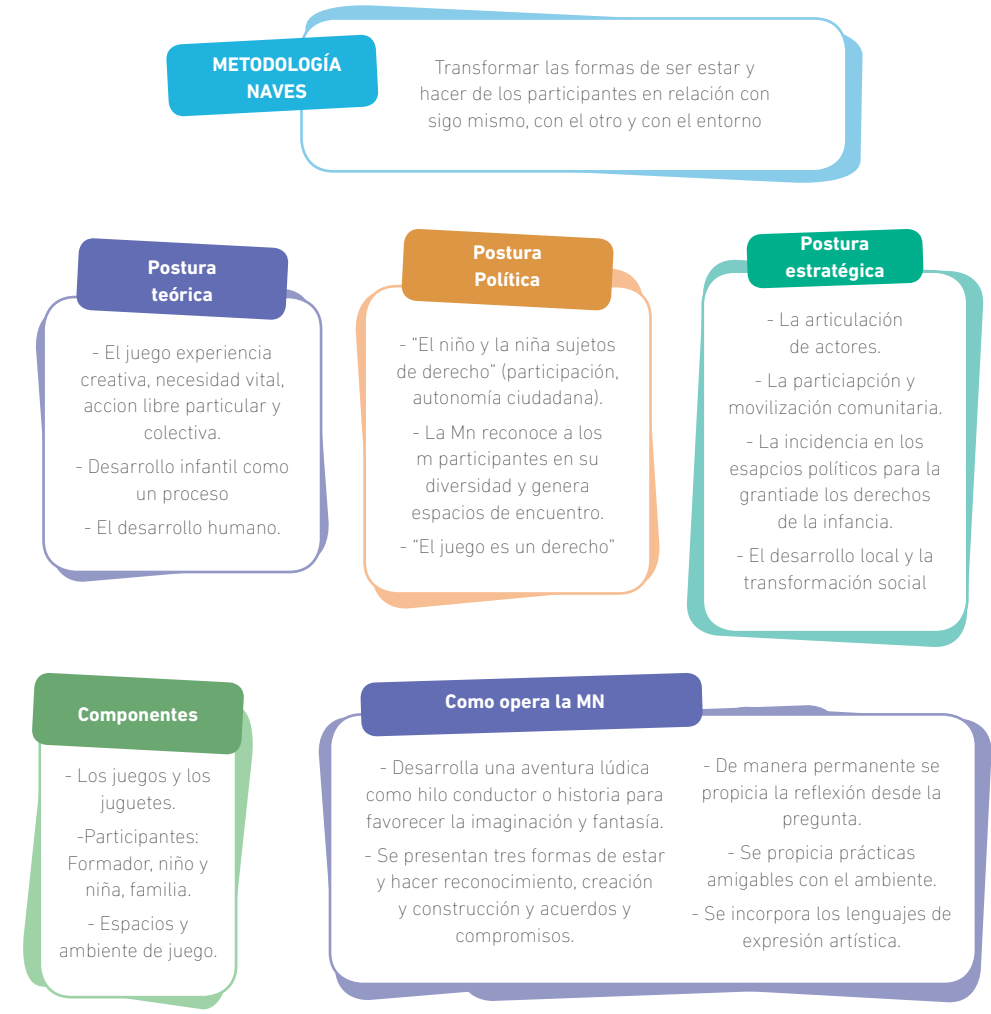 METODOLOGÍA
NAVES
Transformar las formas de ser estar y
hacer de los participantes en relación con
sigo mismo, con el otro y con el entorno
Postura
teórica
- El juego experiencia
creativa, necesidad vital,
accion libre particular y
colectiva.
- Desarrollo infantil como
un proceso
- El desarrollo humano.
Postura
Política
- “El niño y la niña sujetos
de derecho” (participación,
autonomía ciudadana).
- La Mn reconoce a los
m participantes en su
diversidad y genera
espacios de encuentro.
- “El juego es un derecho”
Postura
estratégica
- La articulación
de actores.
- La particiapción y
movilización comunitaria.
- La incidencia en los
esapcios políticos para la
grantiade los derechos
de la infancia.
- El desarrollo local y la
transformación social
Componentes
- Los juegos y los
juguetes.
-Participantes:
Formador, niño y
niña, familia.
- Espacios y
ambiente de juego.
Como opera la MN
- Desarrolla una aventura lúdica
como hilo conductor o historia para
favorecer la imaginación y fantasía.
- Se presentan tres formas de estar
y hacer reconocimiento, creación
y construcción y acuerdos y
compromisos.
- De manera permanente se
propicia la reflexión desde la
pregunta.
- Se propicia prácticas
amigables con el ambiente.
- Se incorpora los lenguajes de
expresión artística.